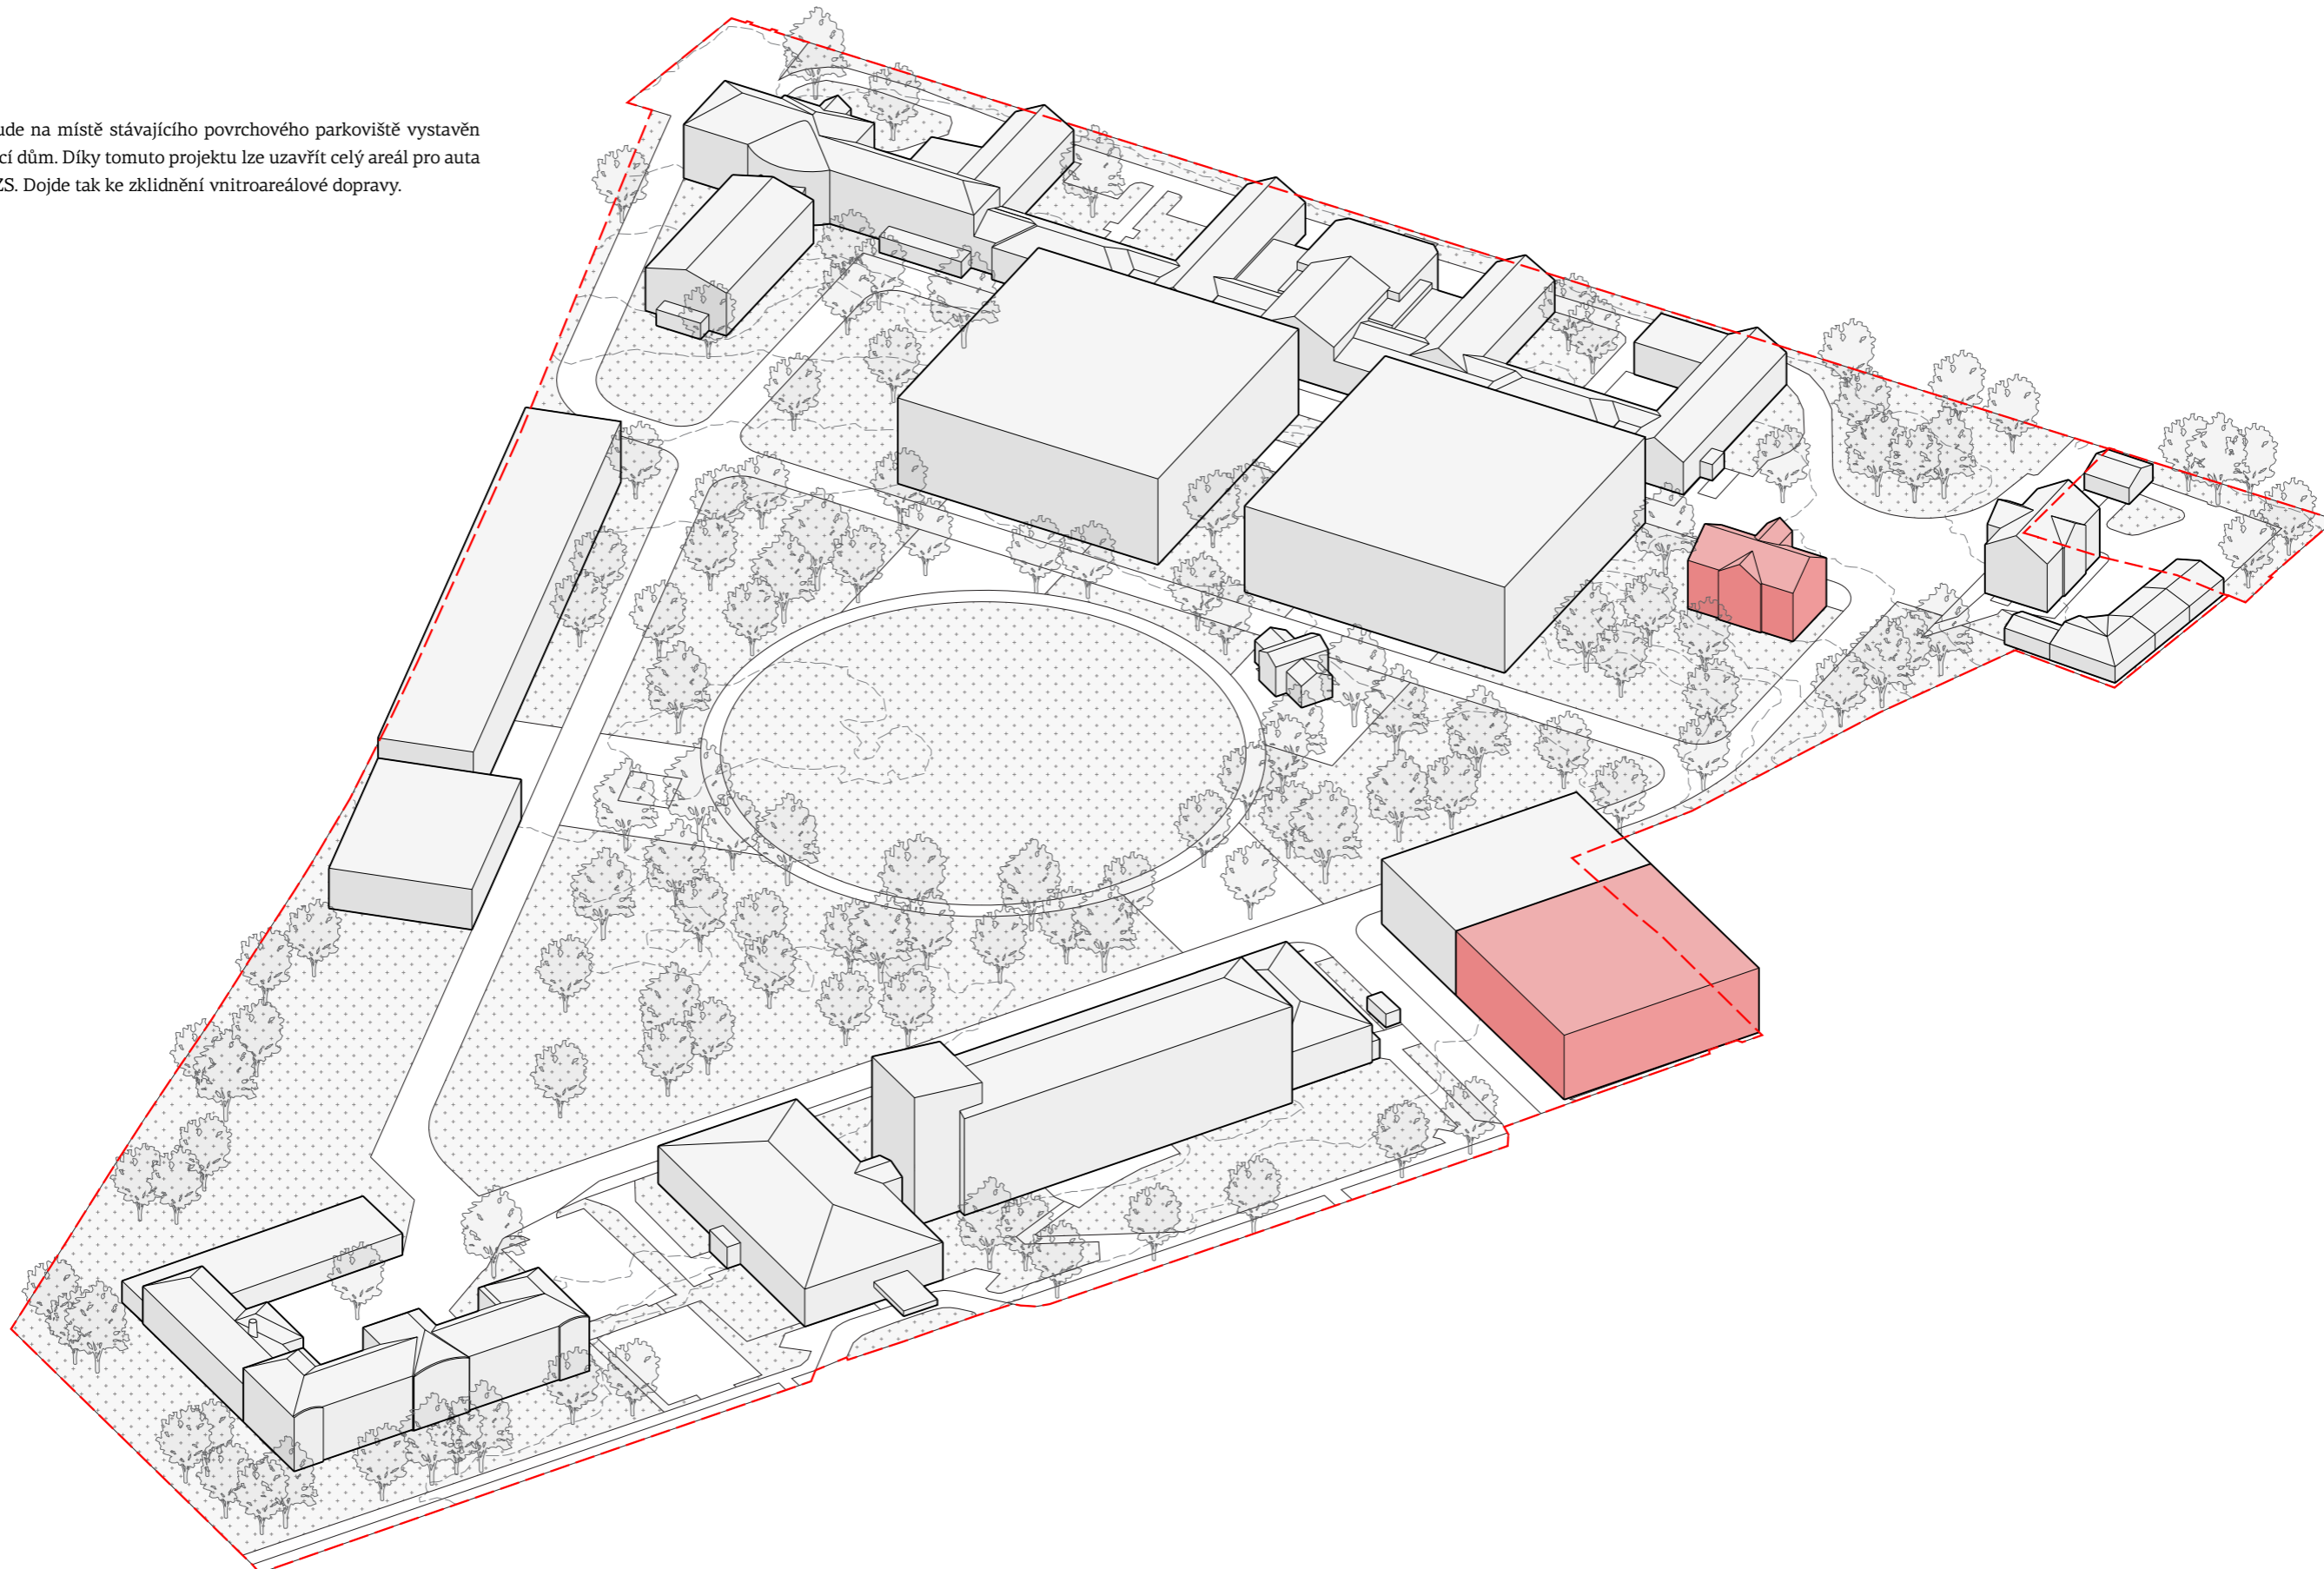 ude na místě stávajícího povrchového parkoviště vystavěn
cí dům. Díky tomuto projektu lze uzavřít celý areál pro auta
ZS. Dojde tak ke zklidnění vnitroareálové dopravy.